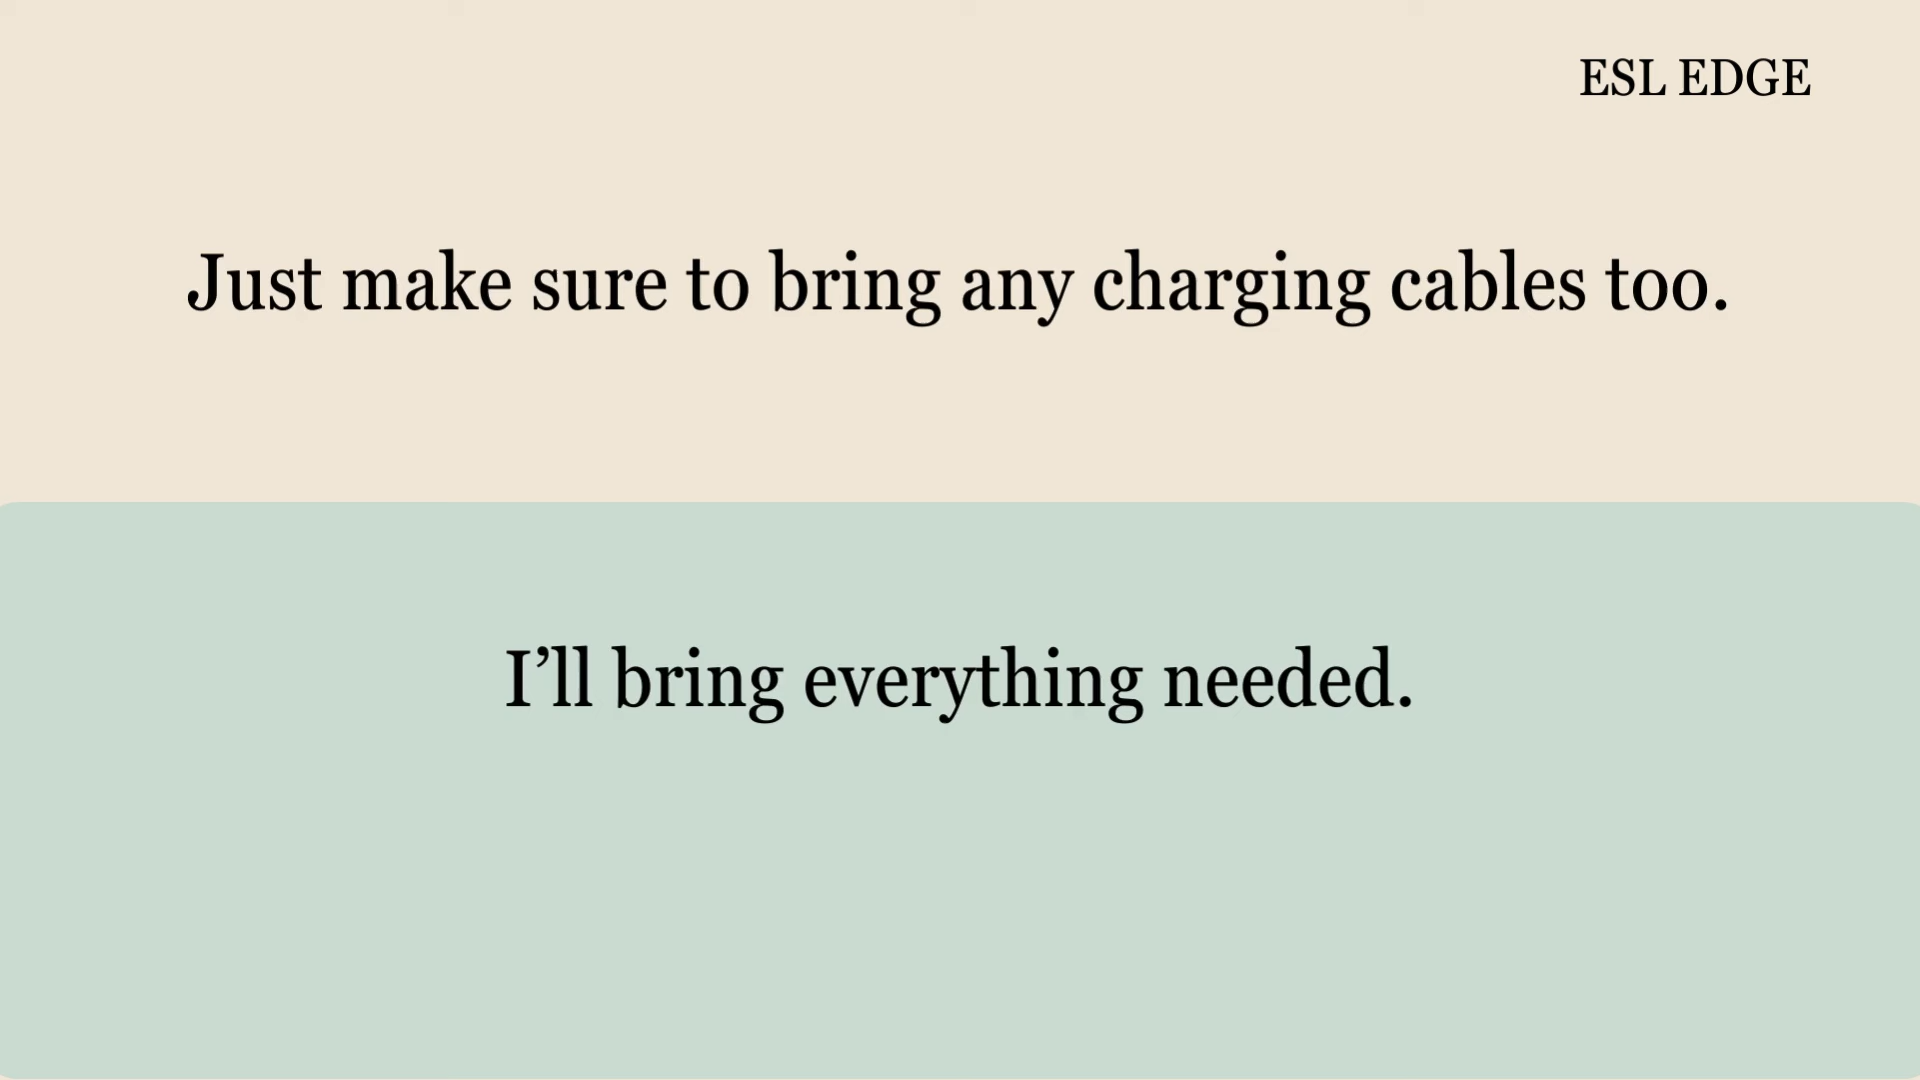 ESL EDGE
Just make sure to bring any charging cables too.
I’ll bring everything needed.